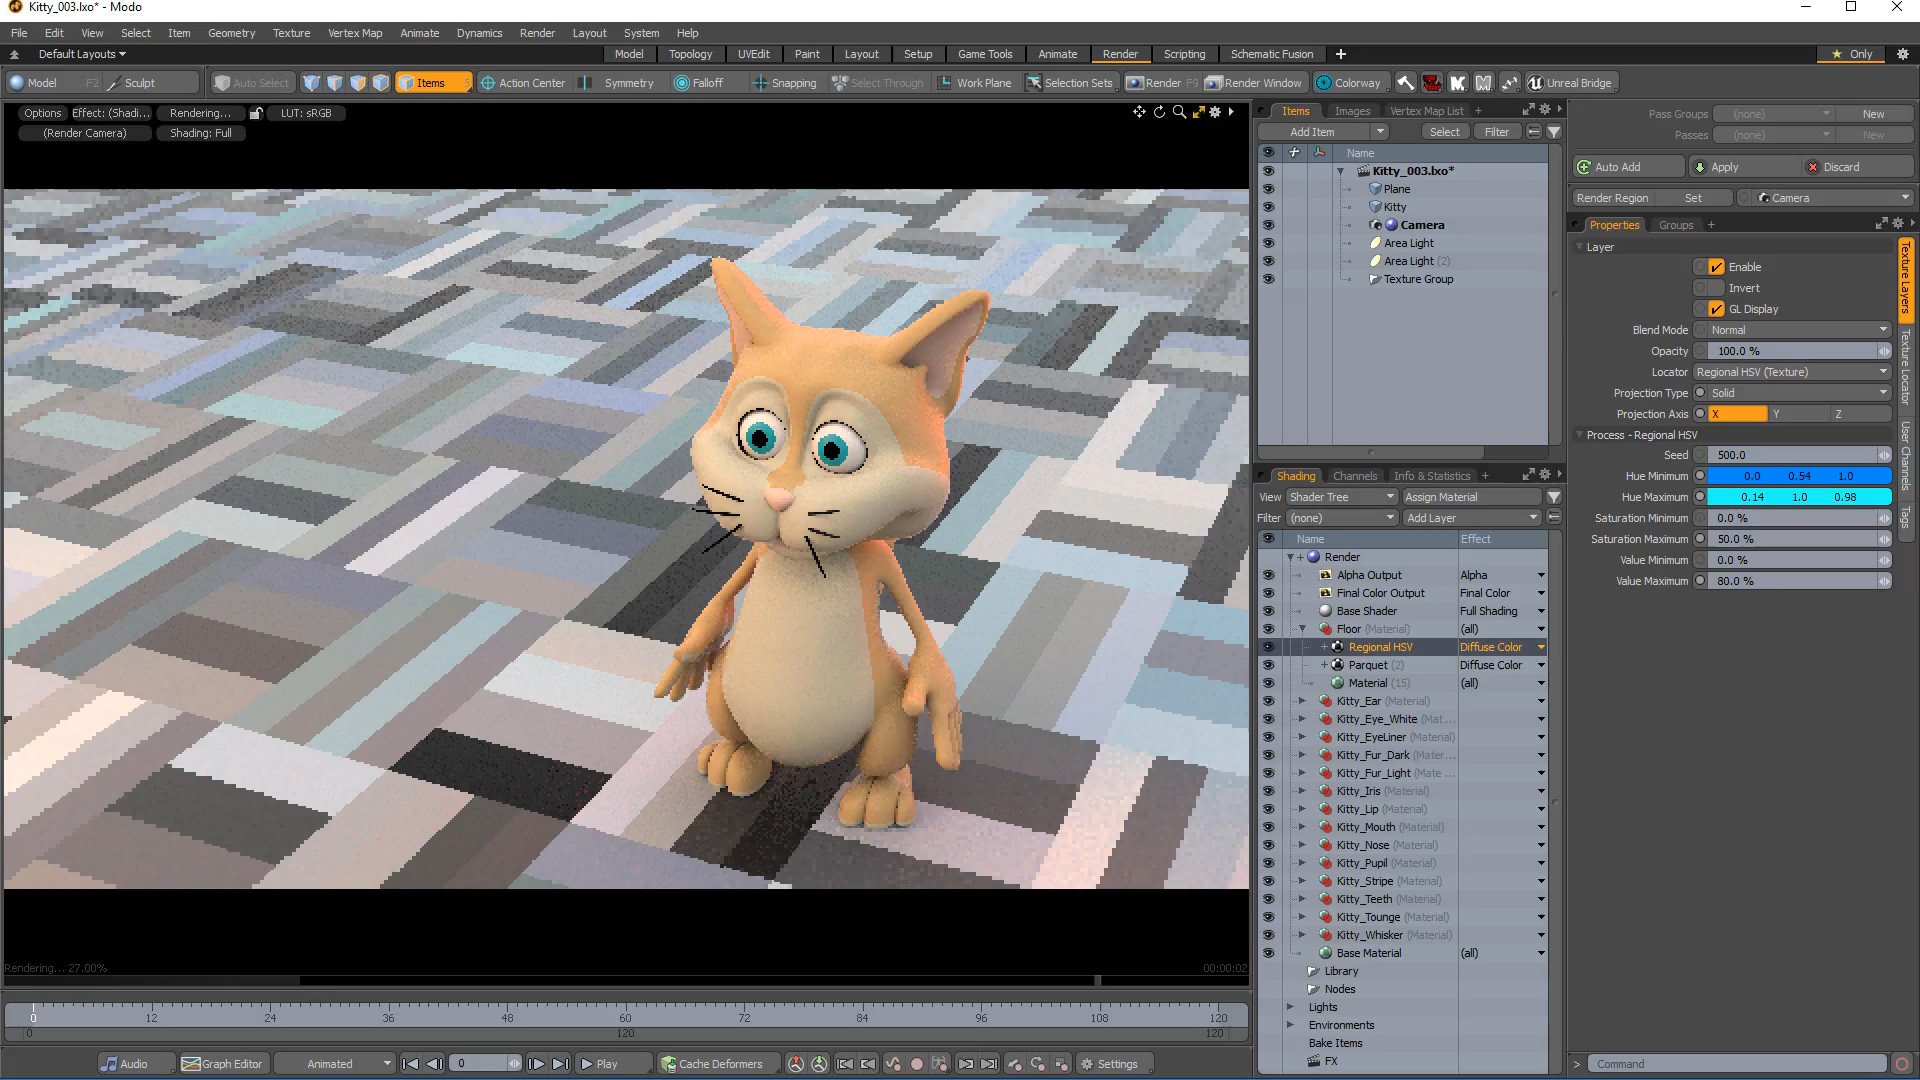 Kitty_003.lxo* - Modo
File Edit View Select Item Geometry Texture Vertex Map Animate Dynamics Render Layout System Help
Default Layouts
Model Topology UVEdit Paint Layout Setup Game Tools Animate Render Scripting Schematic Fusion Only
Model F2 Sculpt Auto Select Items 5 Action Center Symmetry Falloff Snapping Select Through Work Plane Selection Sets Render F9 Render Window Colorway Unreal Bridge
Options Effect: (Shadi... Rendering... LUT: sRGB
(Render Camera) Shading: Full
Rendering... 27.00% 00:00:02
0 12 24 36 48 60 72 84 96 108 120
0 120 120
Audio Graph Editor Animated 0 Play Cache Deformers Settings
Items Images Vertex Map List
Add Item Select Filter
Name
Kitty_003.lxo*
Plane
Kitty
Camera
Area Light
Area Light (2)
Texture Group
Shading Channels Info & Statistics
View Shader Tree Assign Material
Filter (none) Add Layer
Name Effect
Render
Alpha Output Alpha
Final Color Output Final Color
Base Shader Full Shading
Floor (Material) (all)
Regional HSV Diffuse Color
Parquet (2) Diffuse Color
Material (15) (all)
Kitty_Ear (Material)
Kitty_Eye_White (Mat ...
Kitty_EyeLiner (Material)
Kitty_Fur_Dark (Mater...
Kitty_Fur_Light (Mate ...
Kitty_Iris (Material)
Kitty_Lip (Material)
Kitty_Mouth (Material)
Kitty_Nose (Material)
Kitty_Pupil (Material)
Kitty_Stripe (Material)
Kitty_Teeth (Material)
Kitty_Tounge (Material)
Kitty_Whisker (Material)
Base Material (all)
Library
Nodes
Lights
Environments
Bake Items
FX
Pass Groups (none) New
Passes (none) New
Auto Add Apply Discard
Render Region Set Camera
Properties Groups
Layer
Enable
Invert
GL Display
Blend Mode Normal
Opacity 100.0 %
Locator Regional HSV (Texture)
Projection Type Solid
Projection Axis X Y Z
Process - Regional HSV
Seed 500.0
Hue Minimum 0.0 0.54 1.0
Hue Maximum 0.14 1.0 0.98
Saturation Minimum 0.0 %
Saturation Maximum 50.0 %
Value Minimum 0.0 %
Value Maximum 80.0 %
Texture Layers
Texture Locator
User Channels
Tags
Command